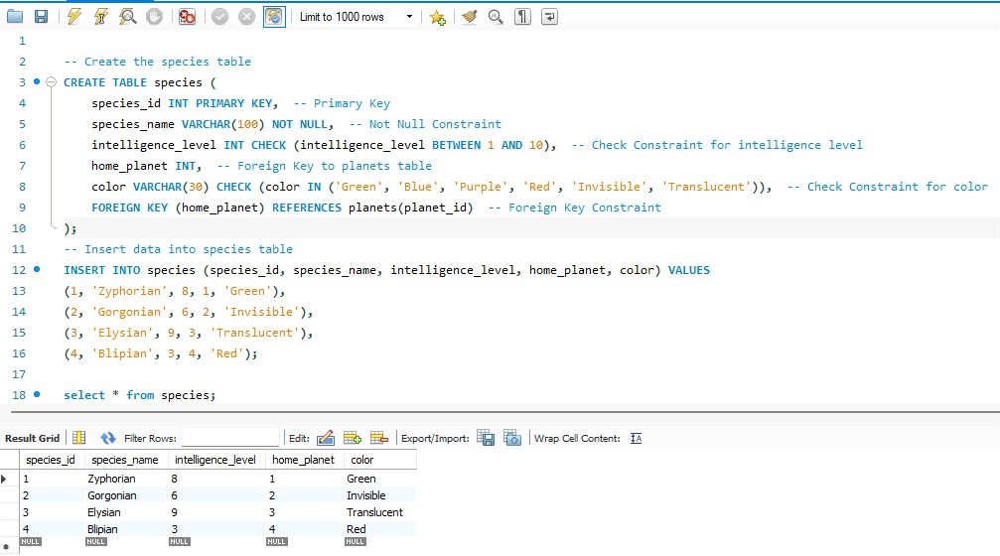 Limit to 1000 rows
1
2 -- Create the species table
3 CREATE TABLE species (
4 species_id INT PRIMARY KEY, -- Primary Key
5 species_name VARCHAR(100) NOT NULL, -- Not Null Constraint
6 intelligence_level INT CHECK (intelligence_level BETWEEN 1 AND 10), -- Check Constraint for intelligence level
7 home_planet INT, -- Foreign Key to planets table
8 color VARCHAR(30) CHECK (color IN ('Green', 'Blue', 'Purple', 'Red', 'Invisible', 'Translucent')), -- Check Constraint for color
9 FOREIGN KEY (home_planet) REFERENCES planets(planet_id) -- Foreign Key Constraint
10 );
11 -- Insert data into species table
12 INSERT INTO species (species_id, species_name, intelligence_level, home_planet, color) VALUES
13 (1, 'Zyphorian', 8, 1, 'Green'),
14 (2, 'Gorgonian', 6, 2, 'Invisible'),
15 (3, 'Elysian', 9, 3, 'Translucent'),
16 (4, 'Blipian', 3, 4, 'Red');
17
18 select * from species;
Result Grid Filter Rows: Edit: Export/Import: Wrap Cell Content: IA
species_id species_name intelligence_level home_planet color
1 Zyphorian 8 1 Green
2 Gorgonian 6 2 Invisible
3 Elysian 9 3 Translucent
4 Blipian 3 4 Red
NULL NULL NULL NULL NULL